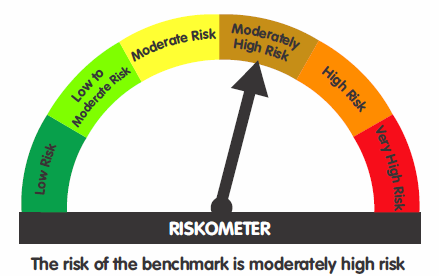 Low Risk
Low to
Moderate Risk
Moderate Risk
Moderately
High Risk
High Risk
Very High Risk
RISKOMETER
The risk of the benchmark is moderately high risk